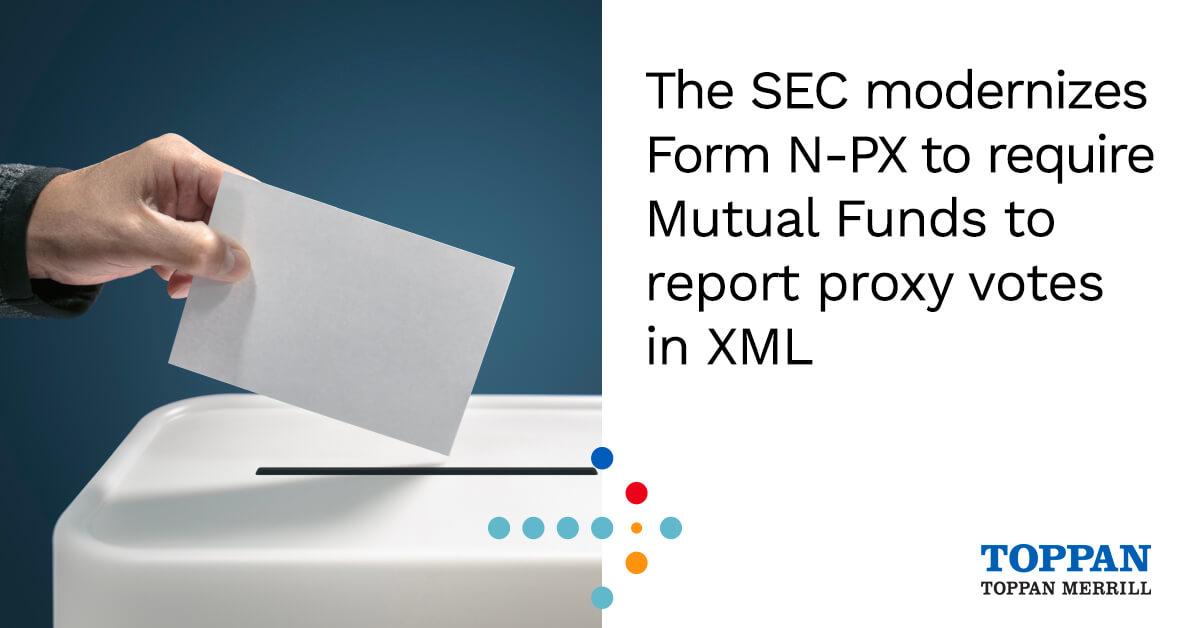 The SEC modernizes
Form N-PX to require
Mutual Funds to
report proxy votes
in XML
TOPPAN
TOPPAN MERRILL